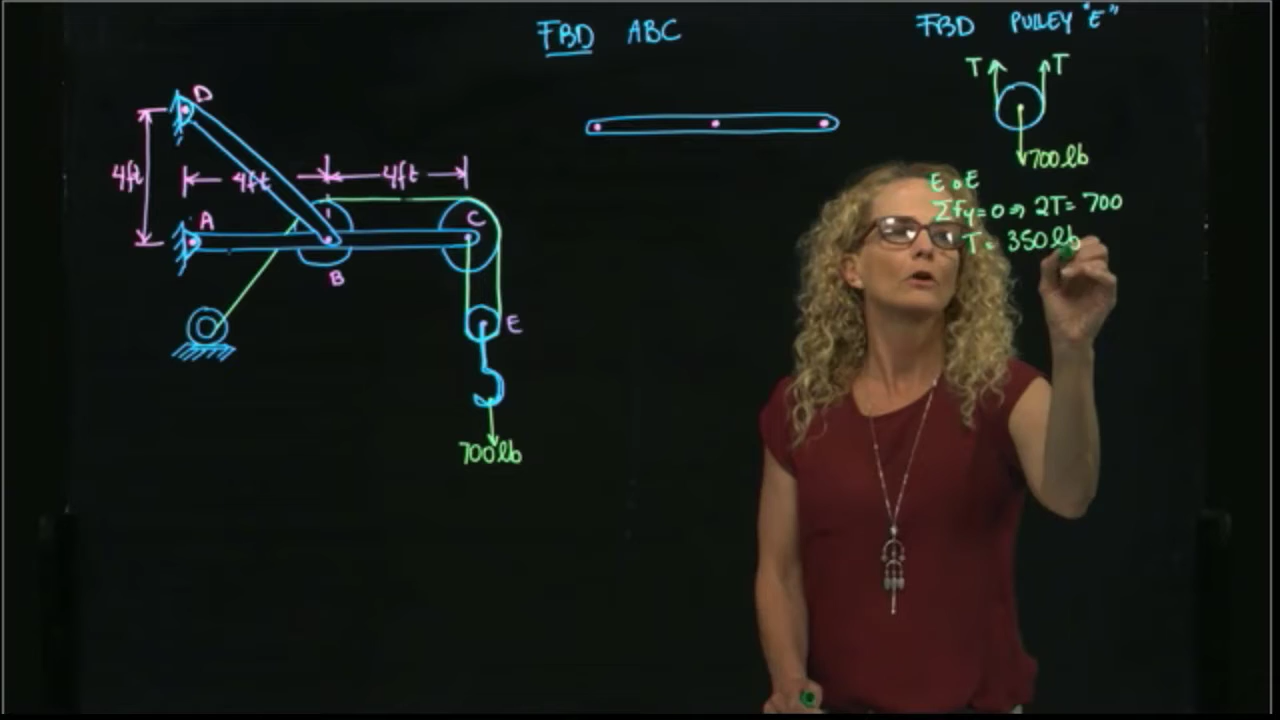 FBD ABC
FBD PULLEY "E"
T T
700 lb
E o E
Σfy = 0 ⇒ 2T = 700
T = 350 lb
D
4ft
4ft 4ft
A
C
B
E
700 lb